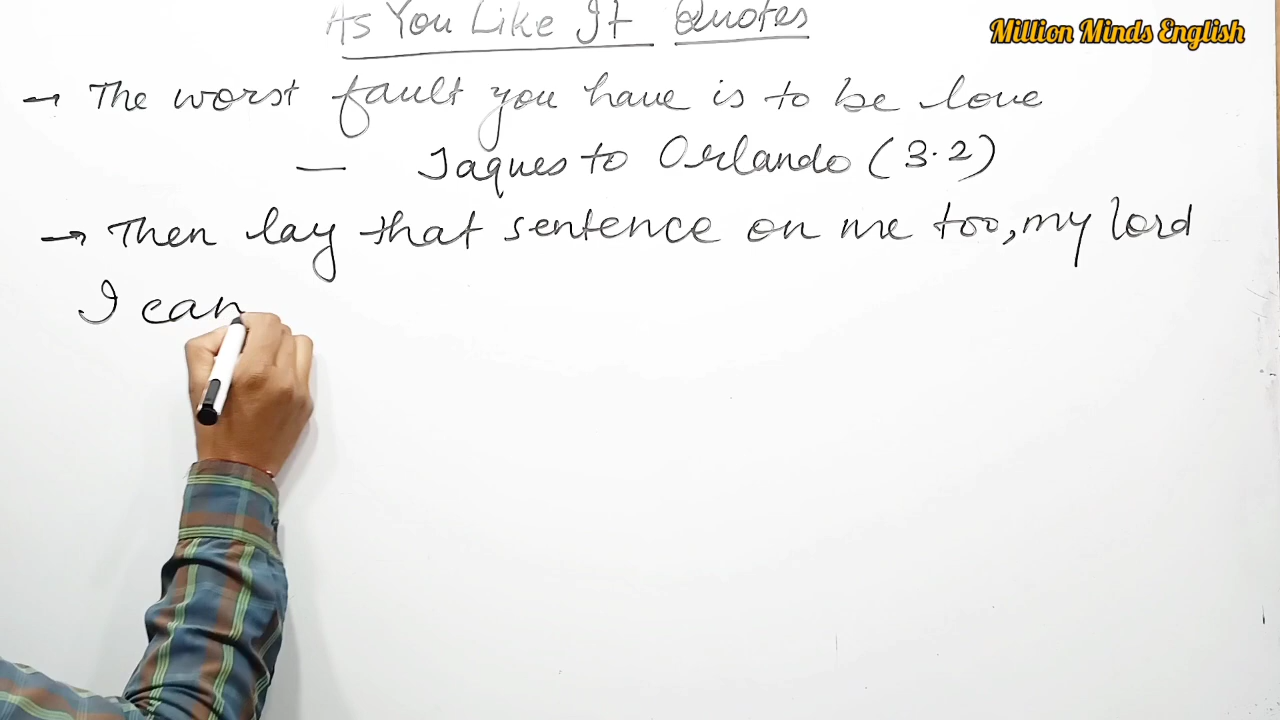 As You Like It Quotes
Million Minds English
→ The worst fault you have is to be love
— Jaques to Orlando (3.2)
→ Then lay that sentence on me too, my lord
I can